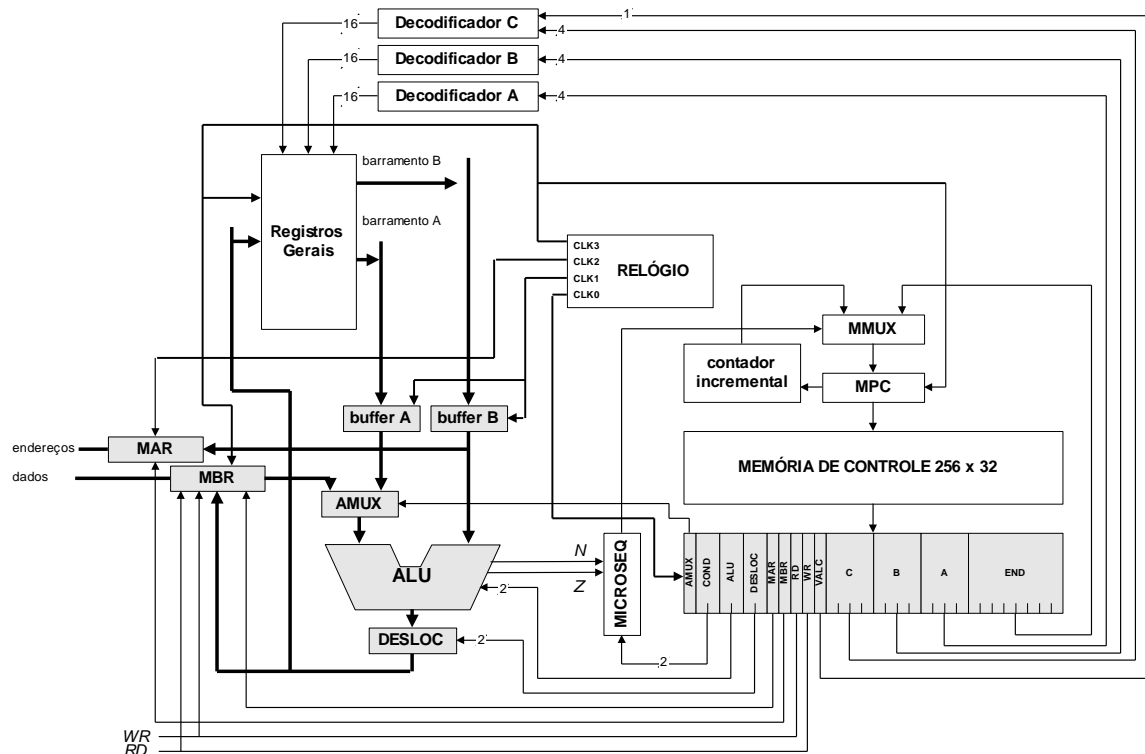 Decodificador C
Decodificador B
Decodificador A
16
16
16
1
4
4
4
barramento B
barramento A
Registros
Gerais
CLK3
CLK2
CLK1
CLK0
RELÓGIO
MMUX
contador
incremental
MPC
buffer A
buffer B
endereços
MAR
dados
MBR
MEMÓRIA DE CONTROLE 256 x 32
AMUX
ALU
N
Z
2
MICROSEQ
AMUX
COND
ALU
DESLOC
MAR
MBR
RD
WR
VALC
C
B
A
END
DESLOC
2
2
WR
RD